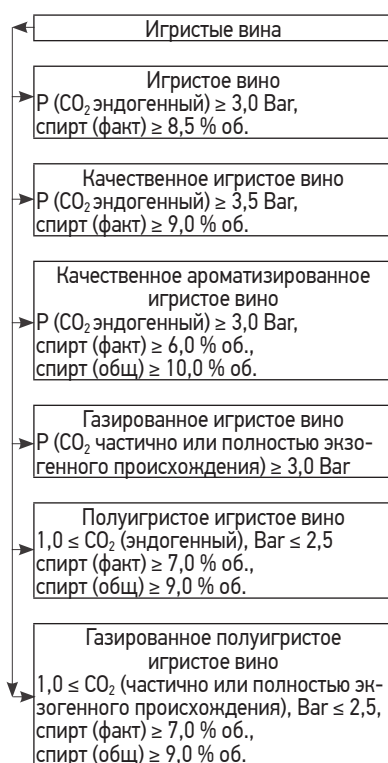 Игристые вина
Игристое вино
P (CO₂ эндогенный) ≥ 3,0 Bar,
спирт (факт) ≥ 8,5 % об.
Качественное игристое вино
P (CO₂ эндогенный) ≥ 3,5 Bar,
спирт (факт) ≥ 9,0 % об.
Качественное ароматизированное
игристое вино
P (CO₂ эндогенный) ≥ 3,0 Bar,
спирт (факт) ≥ 6,0 % об.,
спирт (общ) ≥ 10,0 % об.
Газированное игристое вино
P (CO₂ частично или полностью экзо-
генного происхождения) ≥ 3,0 Bar
Полуигристое игристое вино
1,0 ≤ CO₂ (эндогенный), Bar ≤ 2,5
спирт (факт) ≥ 7,0 % об.,
спирт (общ) ≥ 9,0 % об.
Газированное полуигристое
игристое вино
1,0 ≤ CO₂ (частично или полностью эк-
зогенного происхождения), Bar ≤ 2,5,
спирт (факт) ≥ 7,0 % об.,
спирт (общ) ≥ 9,0 % об.